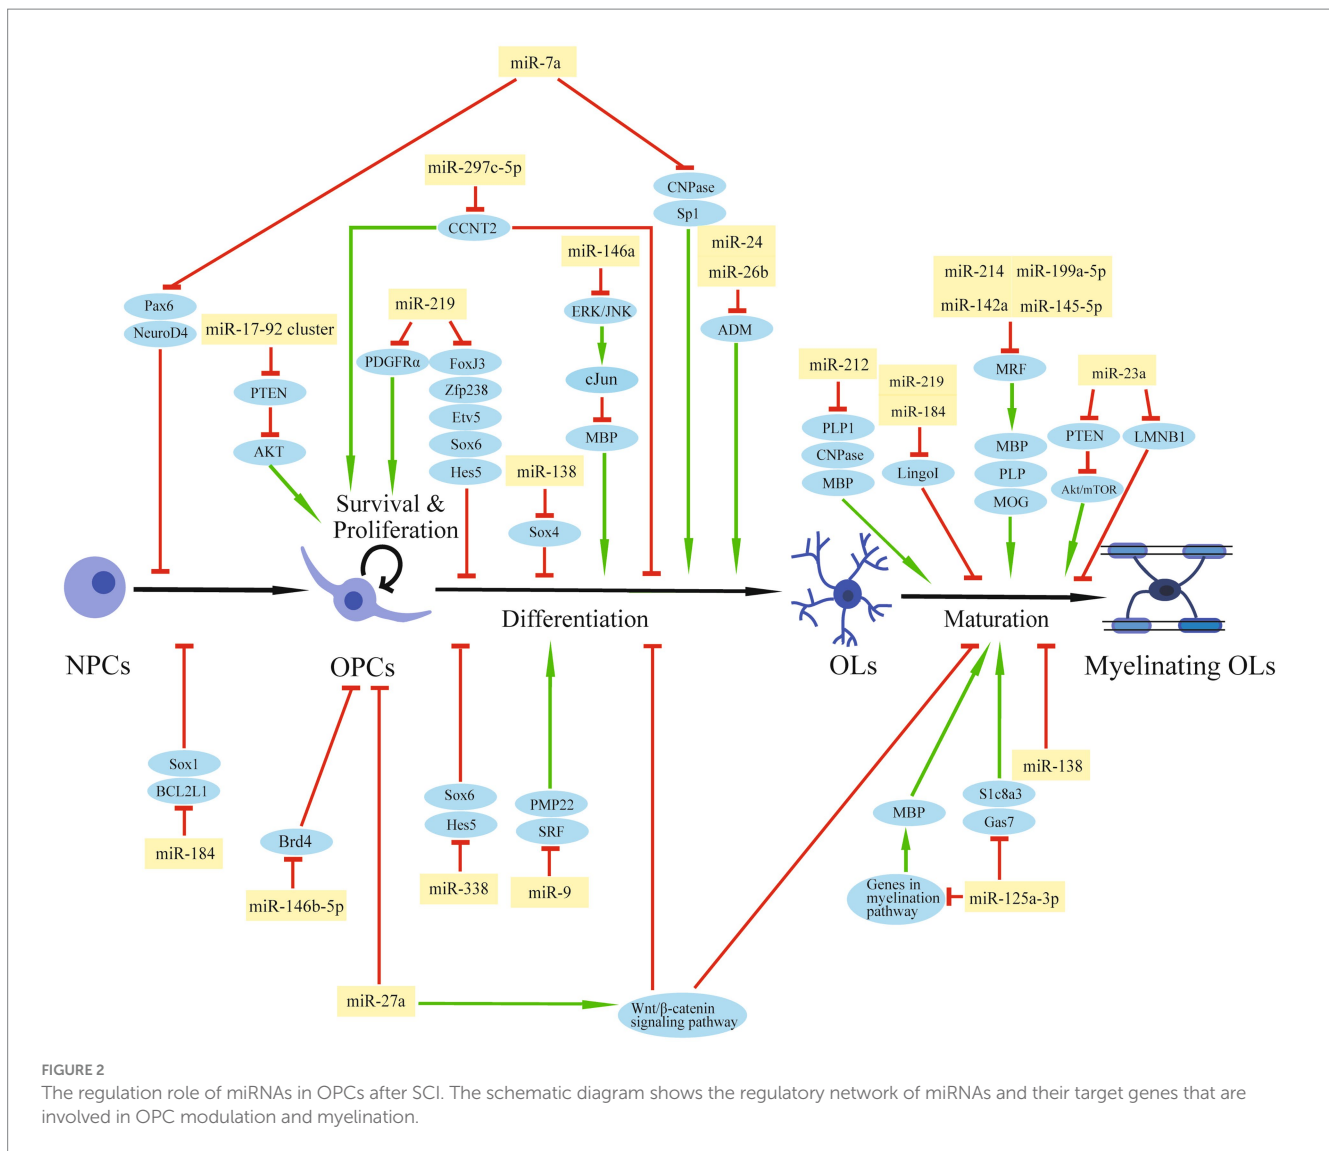 miR-7a
miR-297c-5p
CNPase
Sp1
CCNT2
miR-24
miR-26b
miR-146a
miR-214 miR-199a-5p
miR-142a miR-145-5p
Pax6
NeuroD4
miR-17-92 cluster
miR-219
ERK/JNK
ADM
PDGFRα
FoxJ3
Zfp238
Etv5
Sox6
Hes5
cJun
MBP
PTEN
AKT
miR-138
Sox4
miR-212
PLP1
CNPase
MBP
miR-219
miR-184
LingoI
MRF
MBP
PLP
MOG
miR-23a
PTEN
LMNB1
Akt/mTOR
Survival &
Proliferation
Differentiation
Maturation
NPCs
OPCs
OLs
Myelinating OLs
Sox1
BCL2L1
miR-184
Brd4
miR-146b-5p
Sox6
Hes5
miR-338
PMP22
SRF
miR-9
miR-138
S1c8a3
Gas7
MBP
Genes in
myelination
pathway
miR-125a-3p
miR-27a
Wnt/β-catenin
signaling pathway
FIGURE 2
The regulation role of miRNAs in OPCs after SCI. The schematic diagram shows the regulatory network of miRNAs and their target genes that are
involved in OPC modulation and myelination.